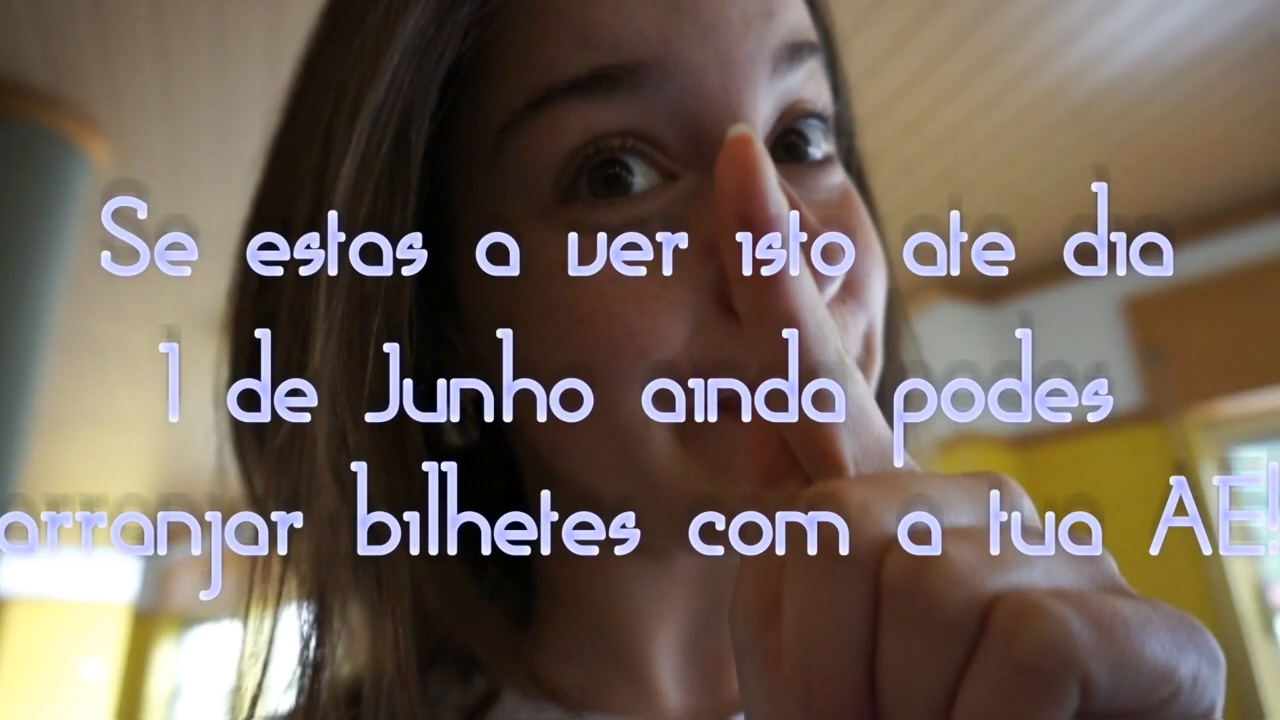 Se estas a ver isto ate dia
1 de Junho ainda podes
arranjar bilhetes com a tua AE!